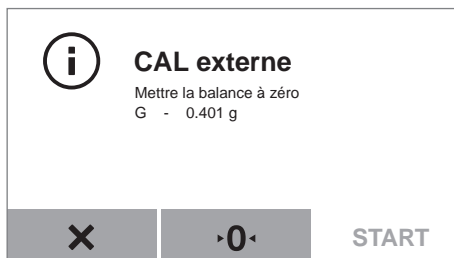 CAL externe
Mettre la balance à zéro
G - 0.401 g
0 START